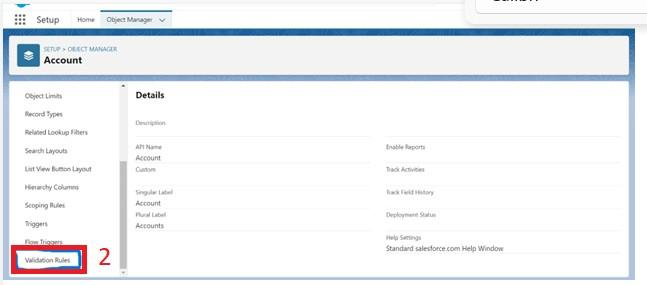 Setup
Home
Object Manager
SETUP > OBJECT MANAGER
Account
Object Limits
Record Types
Related Lookup Filters
Search Layouts
List View Button Layout
Hierarchy Columns
Scoping Rules
Triggers
Flow Triggers
Validation Rules
2
Details
Description
API Name
Account
Custom
Singular Label
Account
Plural Label
Accounts
Enable Reports
Track Activities
Track Field History
Deployment Status
Help Settings
Standard salesforce.com Help Window